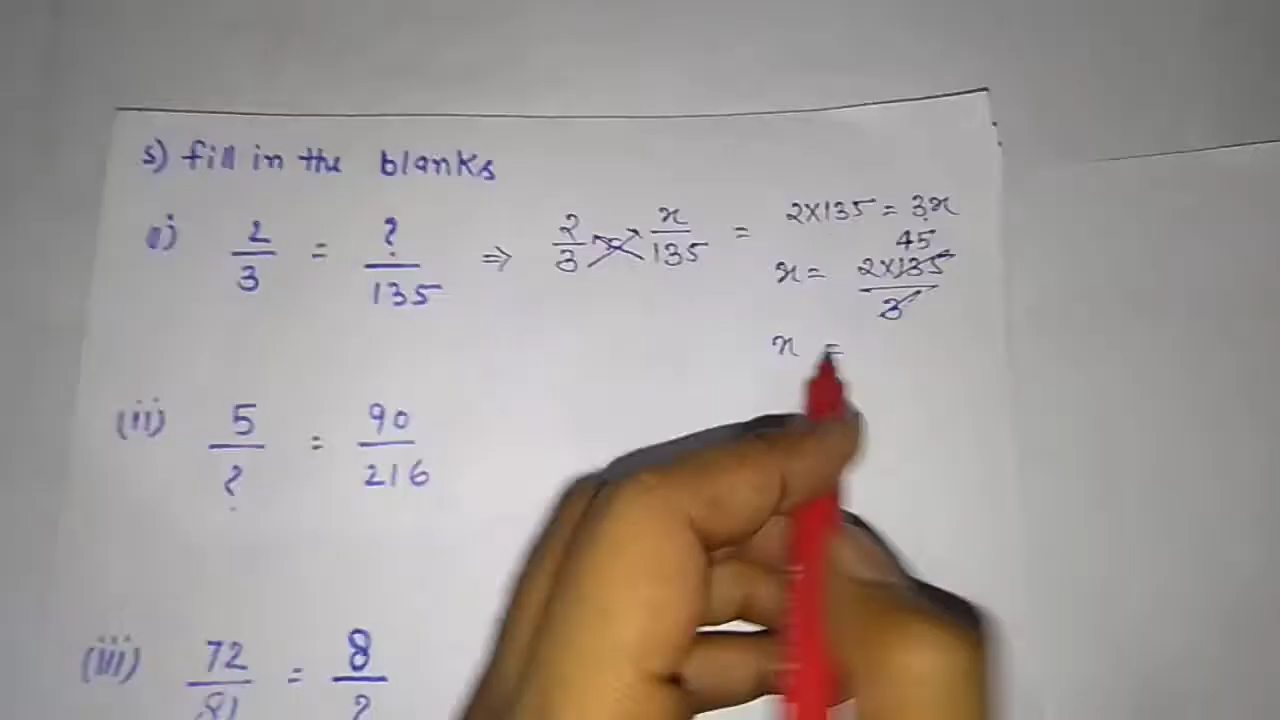 5) fill in the blanks
i) 2/3 = ?/135 ⇒ 2/3 x/135 = 2×135 = 3x
45
x = 2×135/3
x =
(ii) 5/? = 90/216
(iii) 72/81 = 8/?